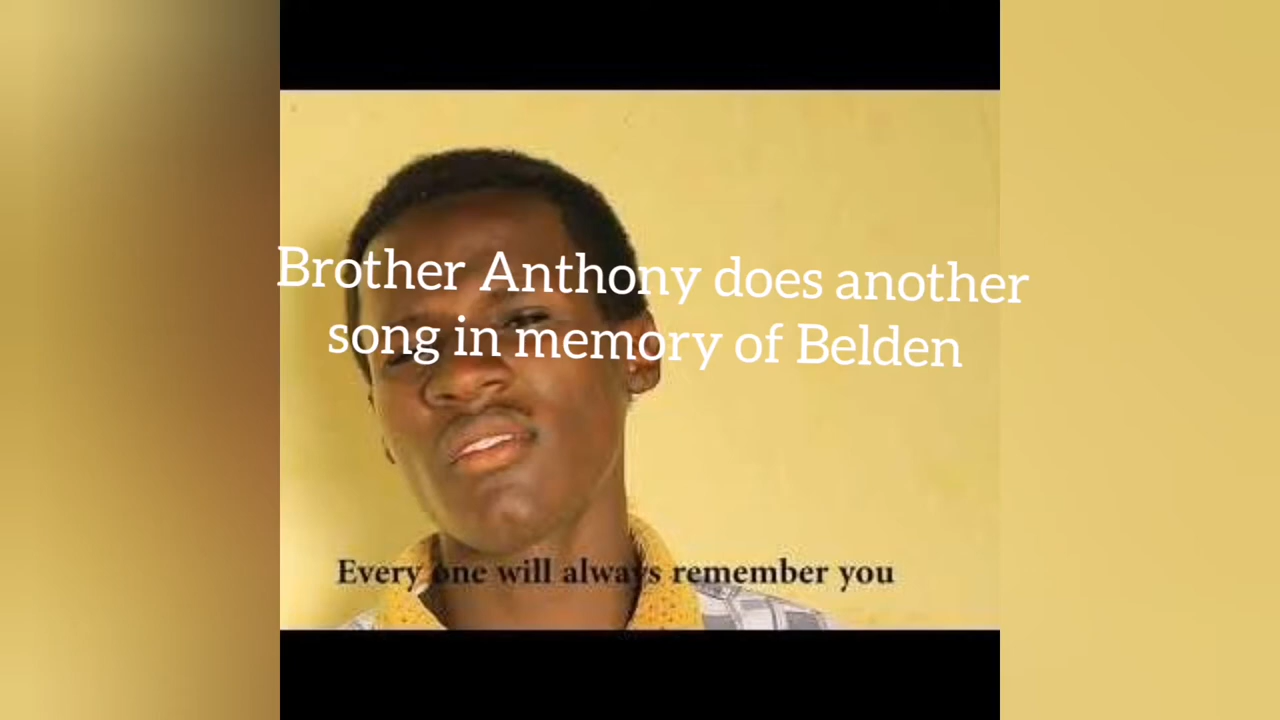 Brother Anthony does another
song in memory of Belden
Every one will always remember you